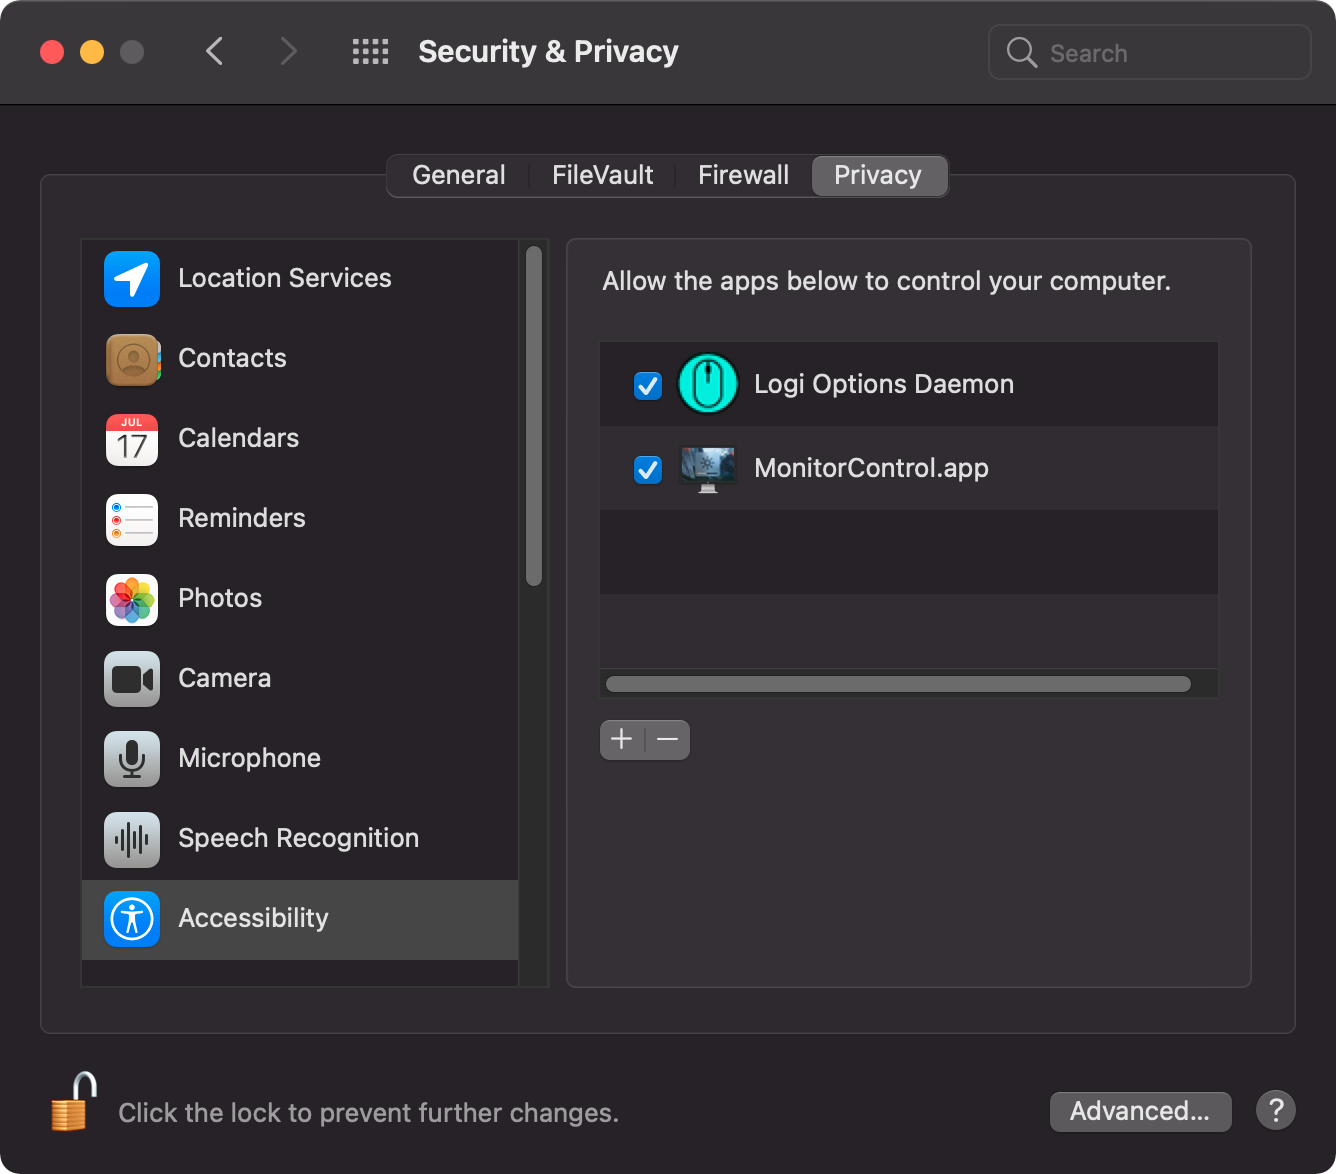 Security & Privacy
Search
General
FileVault
Firewall
Privacy
Location Services
Contacts
JUL
17
Calendars
Reminders
Photos
Camera
Microphone
Speech Recognition
Accessibility
Allow the apps below to control your computer.
Logi Options Daemon
MonitorControl.app
Click the lock to prevent further changes.
Advanced...
?